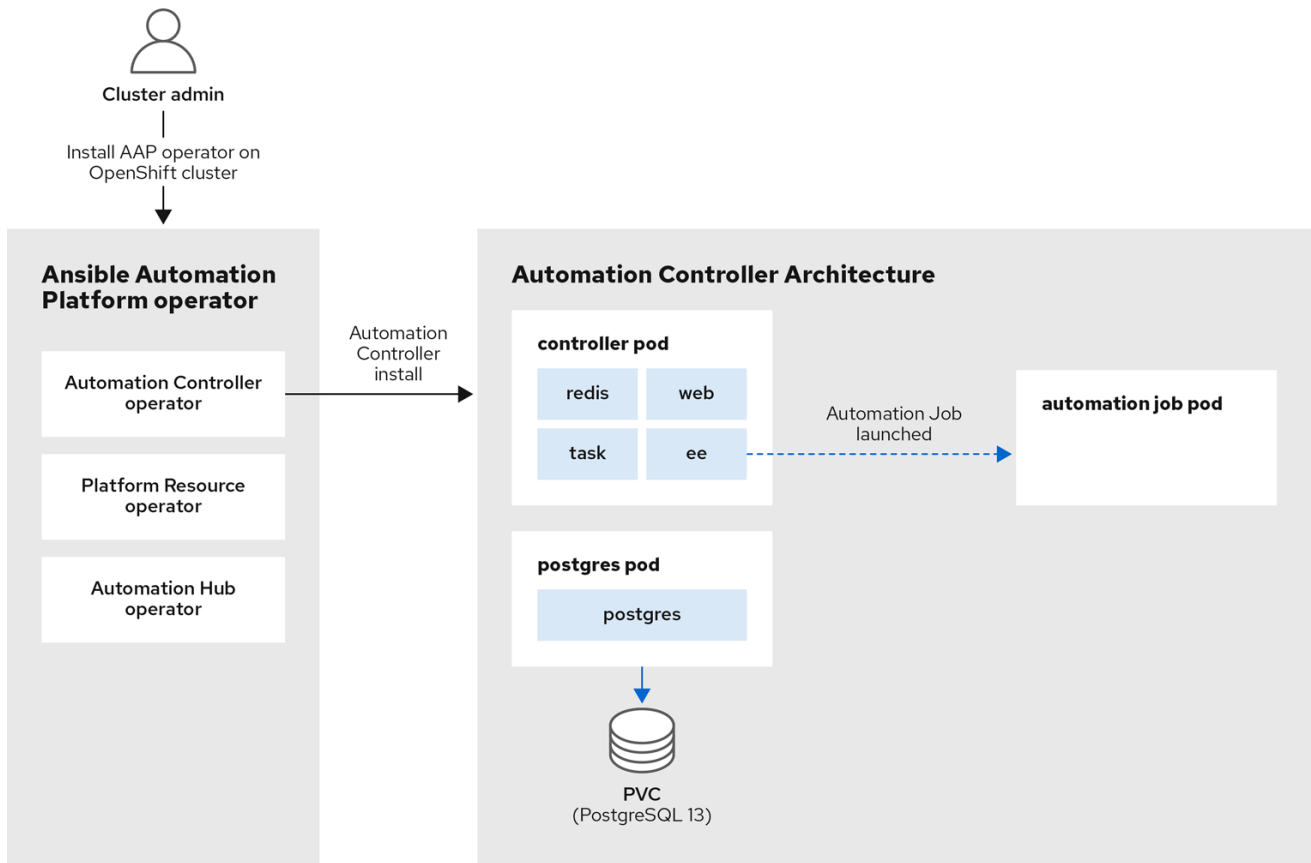 Cluster admin
Install AAP operator on
OpenShift cluster
Ansible Automation
Platform operator
Automation Controller
operator
Platform Resource
operator
Automation Hub
operator
Automation
Controller
install
Automation Controller Architecture
controller pod
redis
web
task
ee
Automation Job
launched
automation job pod
postgres pod
postgres
PVC
(PostgreSQL 13)